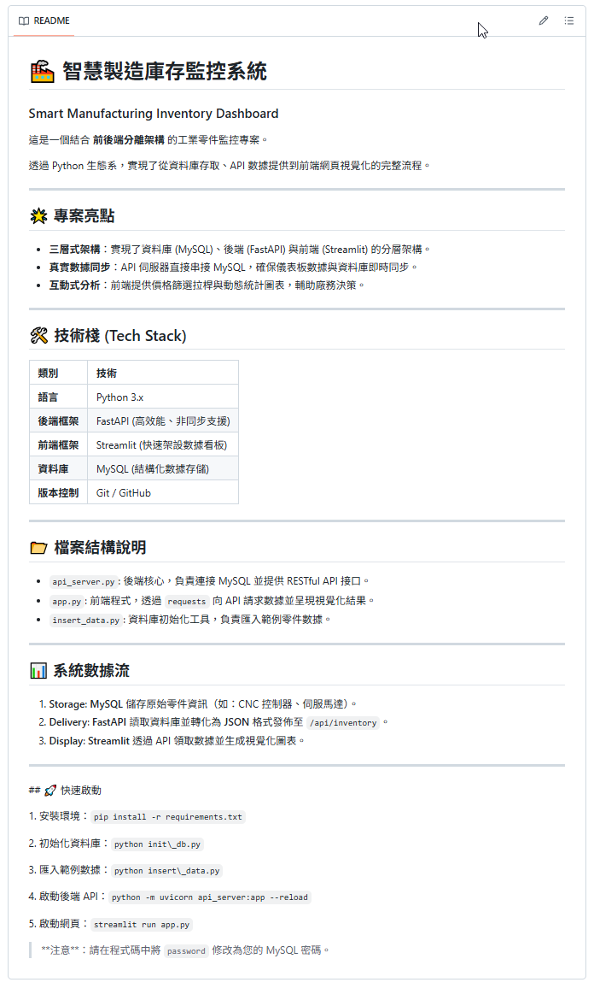 README
🏭 智慧製造庫存監控系統
Smart Manufacturing Inventory Dashboard
這是一個結合 前後端分離架構 的工業零件監控專案。
透過 Python 生態系，實現了從資料庫存取、API 數據提供到前端網頁視覺化的完整流程。
🌟 專案亮點
• 三層式架構：實現了資料庫 (MySQL)、後端 (FastAPI) 與前端 (Streamlit) 的分層架構。
• 真實數據同步：API 伺服器直接串接 MySQL，確保儀表板數據與資料庫即時同步。
• 互動式分析：前端提供價格篩選拉桿與動態統計圖表，輔助廠務決策。
🛠️ 技術棧 (Tech Stack)
類別 技術
語言 Python 3.x
後端框架 FastAPI (高效能、非同步支援)
前端框架 Streamlit (快速架設數據看板)
資料庫 MySQL (結構化數據存儲)
版本控制 Git / GitHub
📂 檔案結構說明
• api_server.py : 後端核心，負責連接 MySQL 並提供 RESTful API 接口。
• app.py : 前端程式，透過 requests 向 API 請求數據並呈現視覺化結果。
• insert_data.py : 資料庫初始化工具，負責匯入範例零件數據。
📊 系統數據流
1. Storage: MySQL 儲存原始零件資訊（如：CNC 控制器、伺服馬達）。
2. Delivery: FastAPI 讀取資料庫並轉化為 JSON 格式發佈至 /api/inventory 。
3. Display: Streamlit 透過 API 領取數據並生成視覺化圖表。
## 🚀 快速啟動
1. 安裝環境：pip install -r requirements.txt
2. 初始化資料庫：python init\_db.py
3. 匯入範例數據：python insert\_data.py
4. 啟動後端 API：python -m uvicorn api_server:app --reload
5. 啟動網頁：streamlit run app.py
**注意**：請在程式碼中將 password 修改為您的 MySQL 密碼。